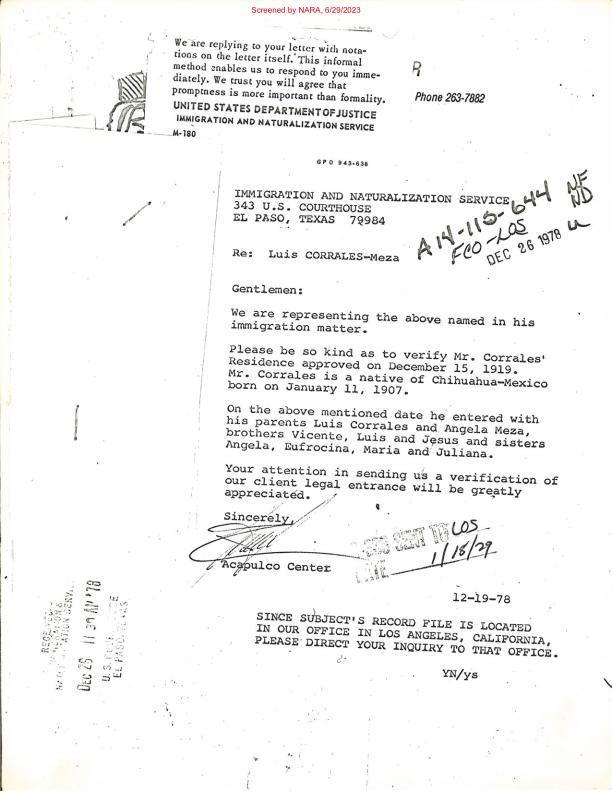 Screened by NARA, 6/29/2023
We are replying to your letter with nota-
tions on the letter itself. This informal
method enables us to respond to you imme-
diately. We trust you will agree that
promptness is more important than formality.
UNITED STATES DEPARTMENT OF JUSTICE
IMMIGRATION AND NATURALIZATION SERVICE
M-180
R
Phone 263-7882
GPO 943-638
IMMIGRATION AND NATURALIZATION SERVICE
343 U.S. COURTHOUSE
EL PASO, TEXAS 79984
A14-115-644
NF
ND
FCO-LOS
DEC 26 1978
Re: Luis CORRALES-Meza
Gentlemen:
We are representing the above named in his
immigration matter.
Please be so kind as to verify Mr. Corrales'
Residence approved on December 15, 1919.
Mr. Corrales is a native of Chihuahua-Mexico
born on January 11, 1907.
On the above mentioned date he entered with
his parents Luis Corrales and Angela Meza,
brothers Vicente, Luis and Jesus and sisters
Angela, Eufrocina, Maria and Juliana.
Your attention in sending us a verification of
our client legal entrance will be greatly
appreciated.
Sincerely,
Acapulco Center
SENT TO LOS
1/18/79
12-19-78
SINCE SUBJECT'S RECORD FILE IS LOCATED
IN OUR OFFICE IN LOS ANGELES, CALIFORNIA,
PLEASE DIRECT YOUR INQUIRY TO THAT OFFICE.
YN/ys
DEC 26 11 39 AM '78
EL PASO, TEXAS